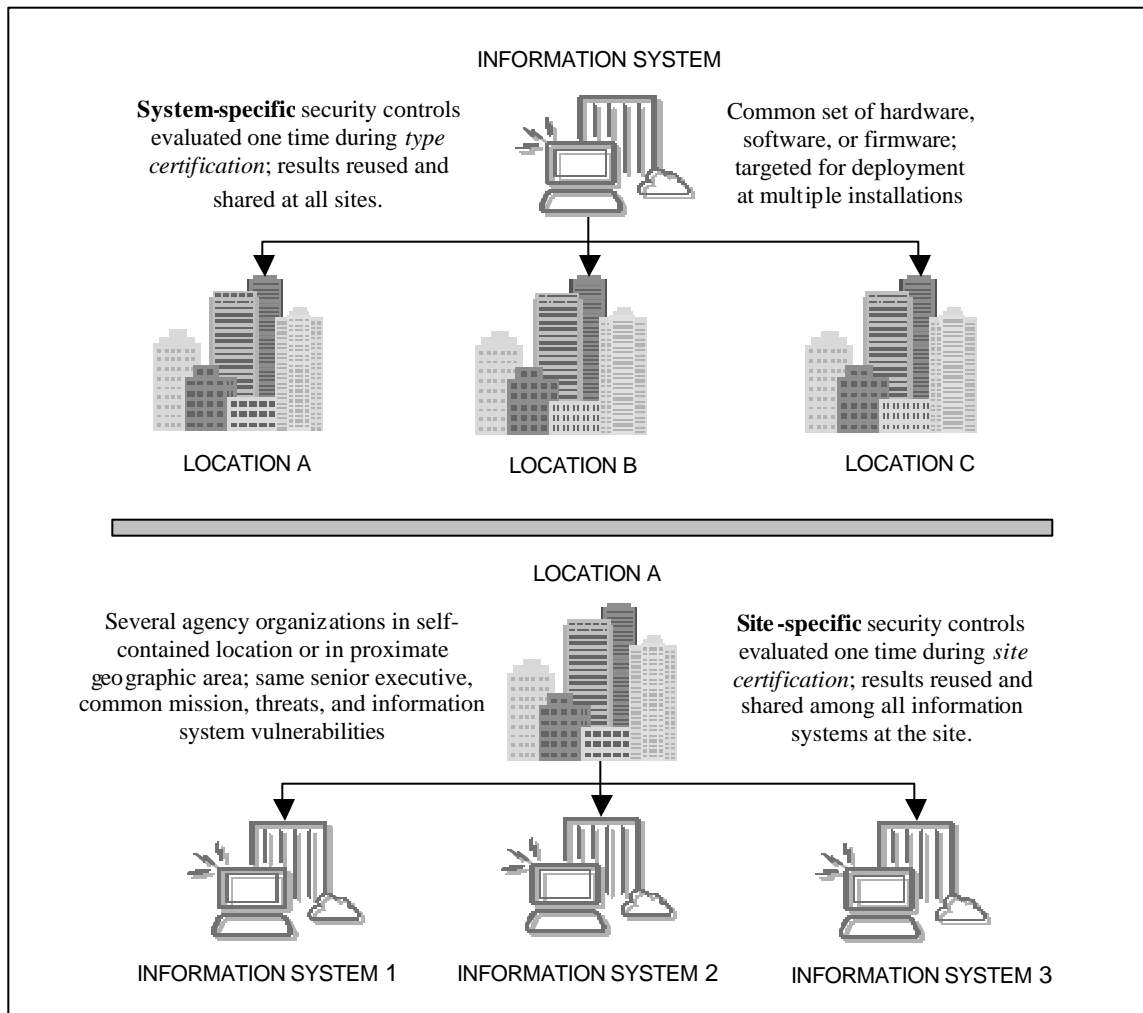 INFORMATION SYSTEM
System-specific security controls
evaluated one time during type
certification; results reused and
shared at all sites.
Common set of hardware,
software, or firmware;
targeted for deployment
at multiple installations
LOCATION A
LOCATION B
LOCATION C
LOCATION A
Several agency organizations in self-
contained location or in proximate
geographic area; same senior executive,
common mission, threats, and information
system vulnerabilities
Site-specific security controls
evaluated one time during site
certification; results reused and
shared among all information
systems at the site.
INFORMATION SYSTEM 1
INFORMATION SYSTEM 2
INFORMATION SYSTEM 3